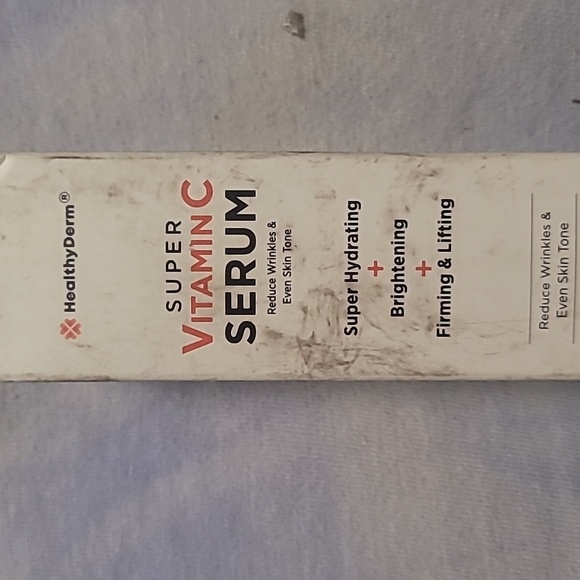 HealthyDerm®
SUPER
VITAMIN C
SERUM
Reduce Wrinkles &
Even Skin Tone
Super Hydrating
+
Brightening
+
Firming & Lifting
Reduce Wrinkles &
Even Skin Tone